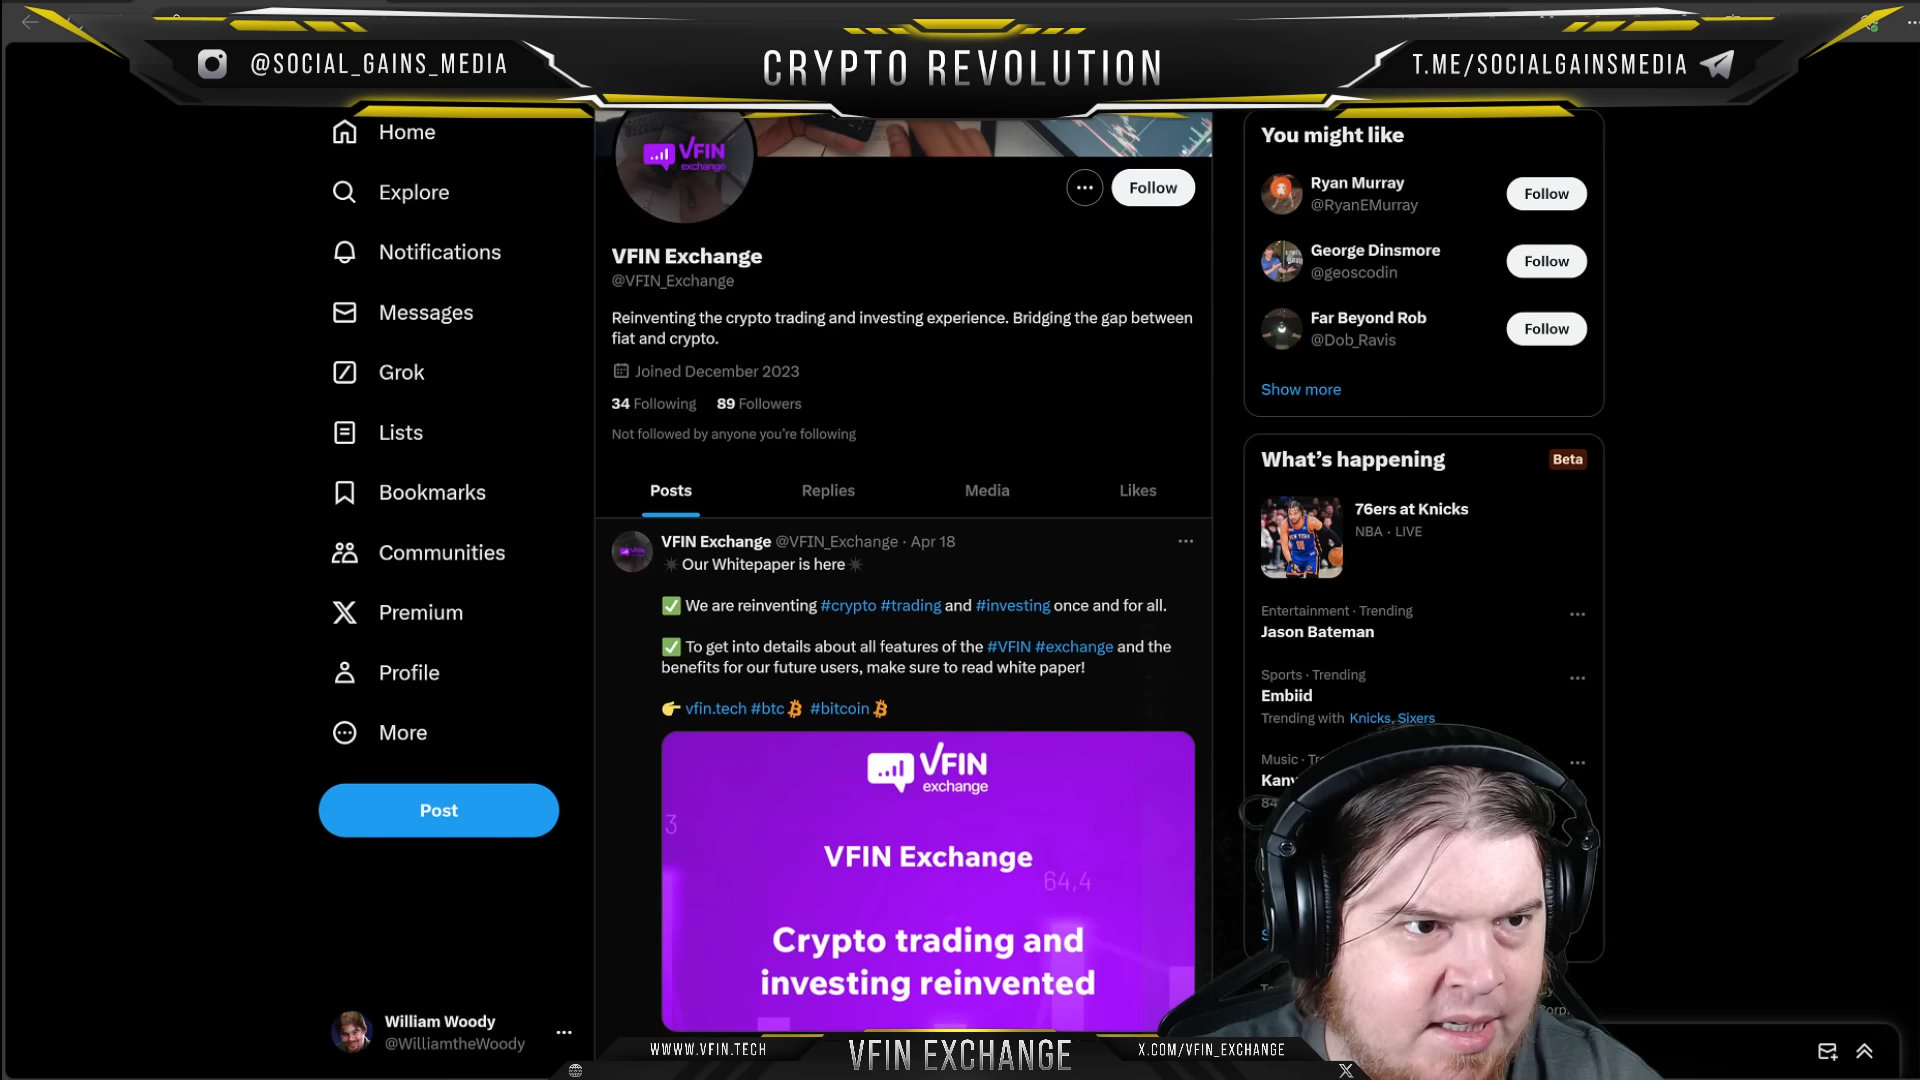 @SOCIAL_GAINS_MEDIA
CRYPTO REVOLUTION
T.ME/SOCIALGAINSMEDIA
Home
Explore
Notifications
Messages
Grok
Lists
Bookmarks
Communities
Premium
Profile
More
Post
William Woody
@WilliamtheWoody
VFIN
exchange
Follow
VFIN Exchange
@VFIN_Exchange
Reinventing the crypto trading and investing experience. Bridging the gap between
fiat and crypto.
Joined December 2023
34 Following 89 Followers
Not followed by anyone you're following
Posts Replies Media Likes
VFIN Exchange @VFIN_Exchange · Apr 18
✴Our Whitepaper is here✴
✅ We are reinventing #crypto #trading and #investing once and for all.
✅ To get into details about all features of the #VFIN #exchange and the
benefits for our future users, make sure to read white paper!
👉 vfin.tech #btc #bitcoin
VFIN
exchange
3
VFIN Exchange
64,4
Crypto trading and
investing reinvented
You might like
Ryan Murray
@RyanEMurray
Follow
George Dinsmore
@geoscodin
Follow
Far Beyond Rob
@Dob_Ravis
Follow
Show more
What's happening
Beta
76ers at Knicks
NBA · LIVE
Entertainment · Trending
Jason Bateman
Sports · Trending
Embiid
Trending with Knicks, Sixers
Music
84
WWWW.VFIN.TECH
VFIN EXCHANGE
X.COM/VFIN_EXCHANGE